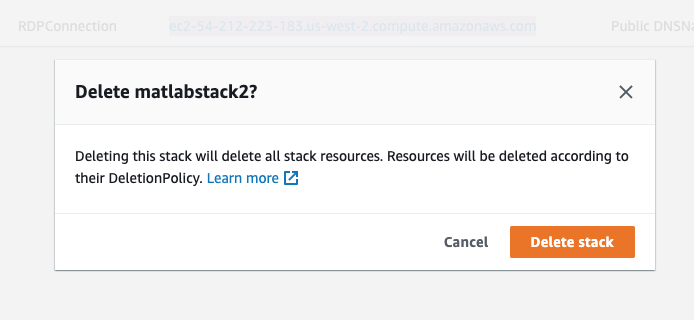 RDPConnection ec2-54-212-223-183.us-west-2.compute.amazonaws.com Public DNSNa
Delete matlabstack2?
Deleting this stack will delete all stack resources. Resources will be deleted according to
their DeletionPolicy. Learn more
Cancel Delete stack